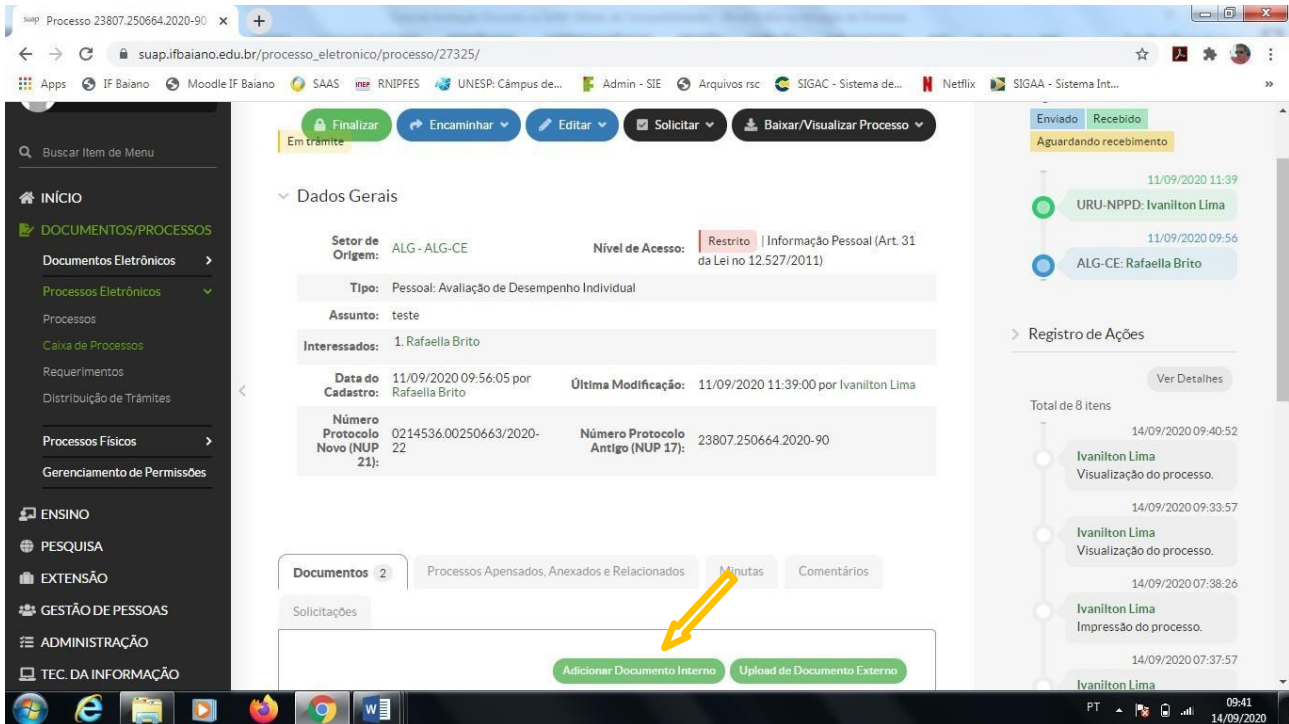 suap Processo 23807.250664.2020-90
suap.ifbaiano.edu.br/processo_eletronico/processo/27325/
Apps IF Baiano Moodle IF Baiano SAAS inep RNIPFES UNESP: Câmpus de... Admin - SIE Arquivos rsc SIGAC - Sistema de... Netflix SIGAA - Sistema Int... »
Buscar Item de Menu
INÍCIO
DOCUMENTOS/PROCESSOS
Documentos Eletrônicos
Processos Eletrônicos
Processos
Caixa de Processos
Requerimentos
Distribuição de Trâmites
Processos Físicos
Gerenciamento de Permissões
ENSINO
PESQUISA
EXTENSÃO
GESTÃO DE PESSOAS
ADMINISTRAÇÃO
TEC. DA INFORMAÇÃO
Finalizar Encaminhar Editar Solicitar Baixar/Visualizar Processo
Em trâmite
Dados Gerais
Setor de Origem: ALG - ALG-CE Nível de Acesso: Restrito | Informação Pessoal (Art. 31
da Lei no 12.527/2011)
Tipo: Pessoal: Avaliação de Desempenho Individual
Assunto: teste
Interessados: 1. Rafaella Brito
Data do Cadastro: 11/09/2020 09:56:05 por
Rafaella Brito
Última Modificação: 11/09/2020 11:39:00 por Ivanilton Lima
Número
Protocolo
Novo (NUP
21):
0214536.00250663/2020-
22
Número Protocolo
Antigo (NUP 17):
23807.250664.2020-90
Documentos 2 Processos Apensados, Anexados e Relacionados Minutas Comentários
Solicitações
Adicionar Documento Interno Upload de Documento Externo
Enviado Recebido
Aguardando recebimento
11/09/2020 11:39
URU-NPPD: Ivanilton Lima
11/09/2020 09:56
ALG-CE: Rafaella Brito
Registro de Ações
Ver Detalhes
Total de 8 itens
14/09/2020 09:40:52
Ivanilton Lima
Visualização do processo.
14/09/2020 09:33:57
Ivanilton Lima
Visualização do processo.
14/09/2020 07:38:26
Ivanilton Lima
Impressão do processo.
14/09/2020 07:37:57
Ivanilton Lima
PT 09:41
14/09/2020